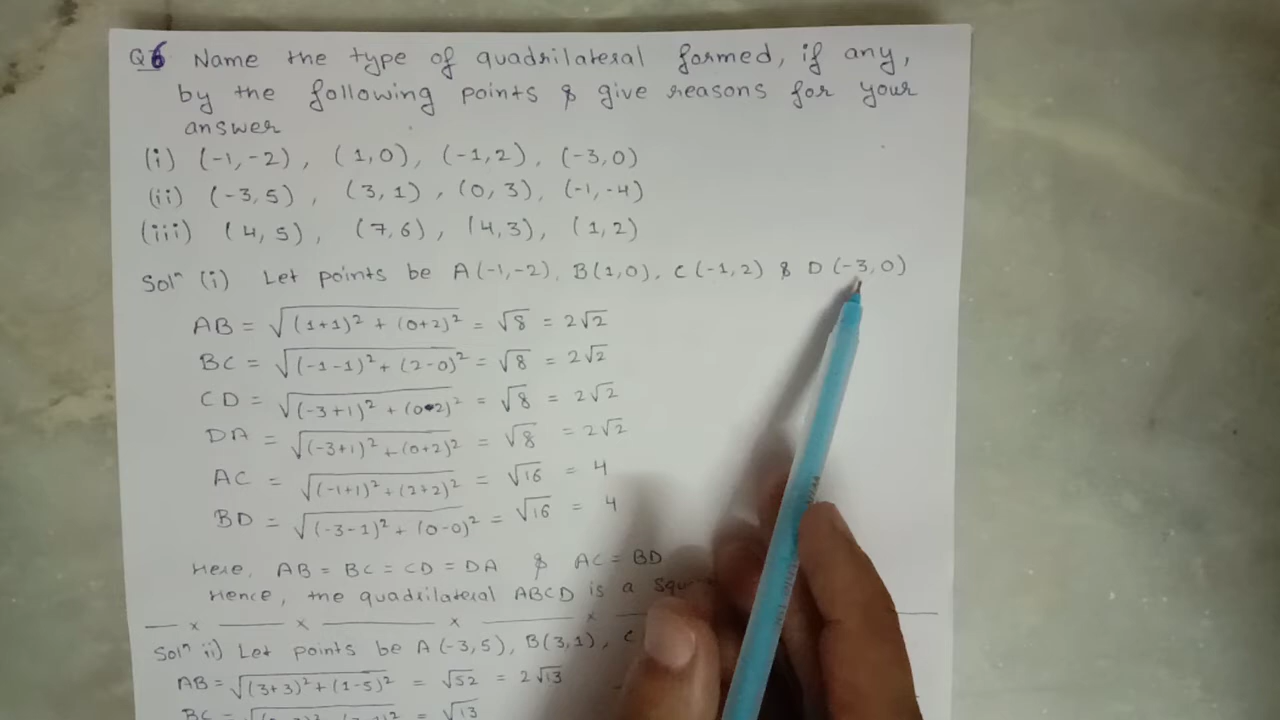 Q6 Name the type of quadrilateral formed, if any,
by the following points & give reasons for your
answer
(i) (-1,-2), (1,0), (-1,2), (-3,0)
(ii) (-3,5), (3,1), (0,3), (-1,-4)
(iii) (4,5), (7,6), (4,3), (1,2)
Solⁿ (i) Let points be A(-1,-2), B(1,0), C(-1,2) & D(-3,0)
AB = √((1+1)² + (0+2)²) = √8 = 2√2
BC = √((-1-1)² + (2-0)²) = √8 = 2√2
CD = √((-3+1)² + (0-2)²) = √8 = 2√2
DA = √((-3+1)² + (0+2)²) = √8 = 2√2
AC = √((-1+1)² + (2+2)²) = √16 = 4
BD = √((-3-1)² + (0-0)²) = √16 = 4
Here, AB = BC = CD = DA & AC = BD
Hence, the quadrilateral ABCD is a
Solⁿ ii) Let points be A(-3,5), B(3,1), C
AB = √((3+3)² + (1-5)²) = √52 = 2√13
BC = = √13